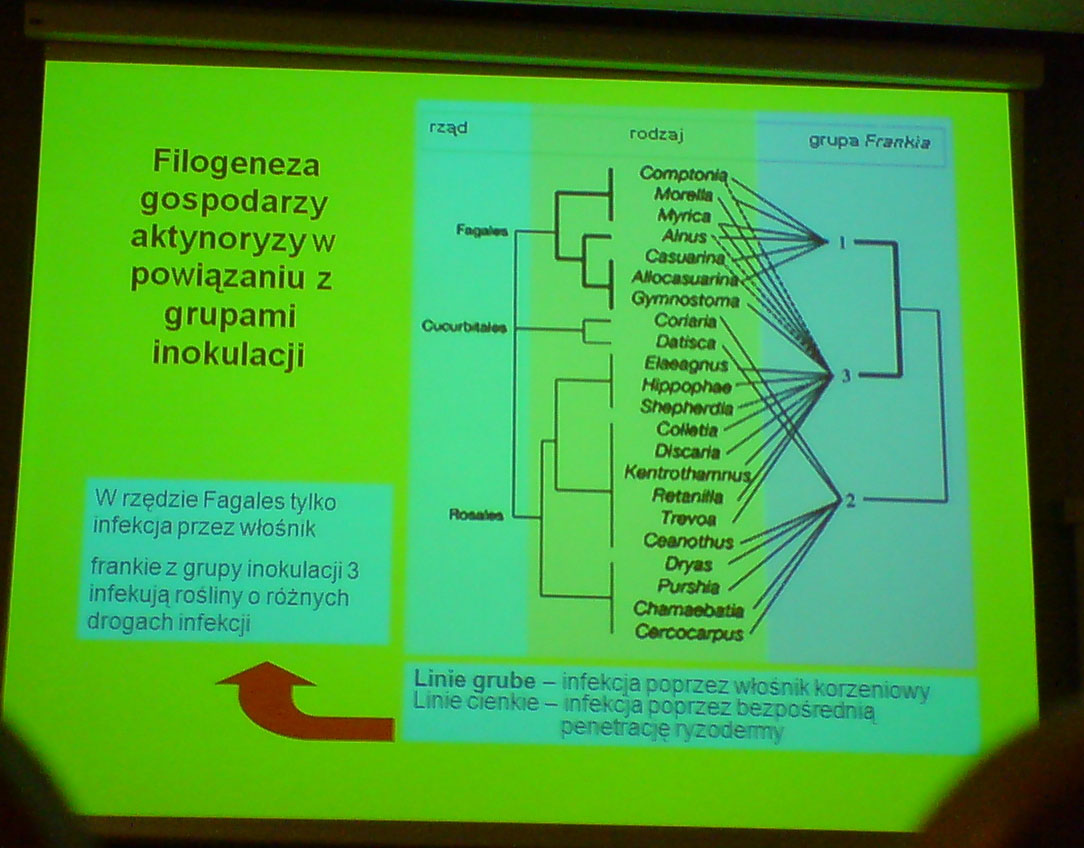 Filogeneza
gospodarzy
aktynoryzy w
powiązaniu z
grupami
inokulacji
W rzędzie Fagales tylko
infekcja przez włośnik
frankie z grupy inokulacji 3
infekują rośliny o różnych
drogach infekcji
rząd
rodzaj
grupa Frankia
Fagales
Cucurbitales
Rosales
Comptonia
Morella
Myrica
Alnus
Casuarina
Allocasuarina
Gymnostoma
Coriaria
Datisca
Elaeagnus
Hippophae
Shepherdia
Colletia
Discaria
Kentrothamnus
Retanilla
Trevoa
Ceanothus
Dryas
Purshia
Chamaebatia
Cercocarpus
1
3
2
Linie grube – infekcja poprzez włośnik korzeniowy
Linie cienkie – infekcja poprzez bezpośrednią
penetrację ryzodermy